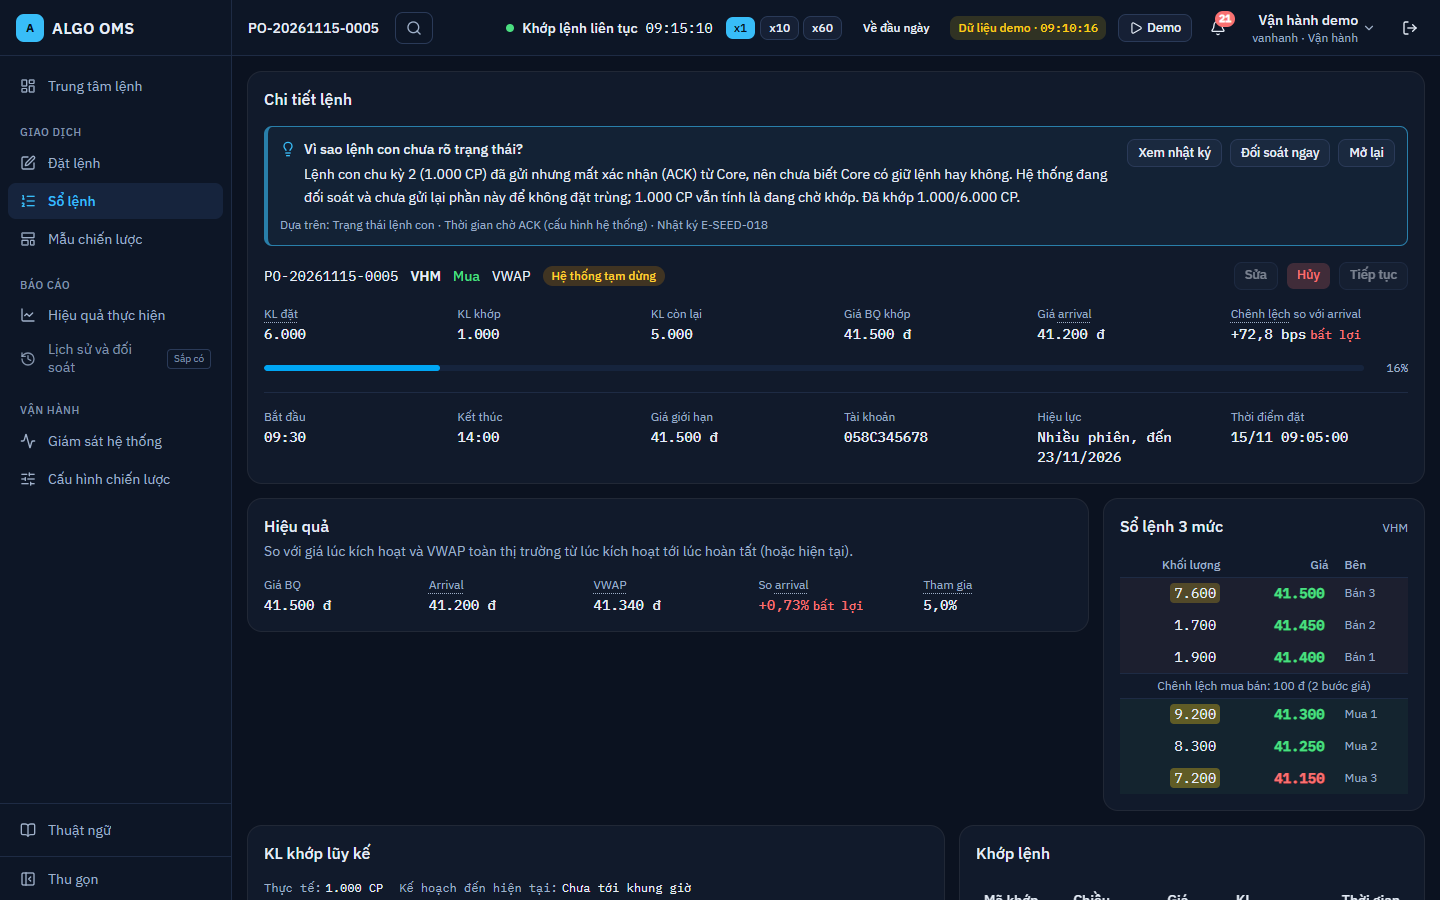 A ALGO OMS
PO-20261115-0005
Khớp lệnh liên tục 09:15:10 x1 x10 x60 Về đầu ngày Dữ liệu demo · 09:10:16 Demo 21 Vận hành demo
vanhanh · Vận hành
Trung tâm lệnh
GIAO DỊCH
Đặt lệnh
Sổ lệnh
Mẫu chiến lược
BÁO CÁO
Hiệu quả thực hiện
Lịch sử và đối soát Sắp có
VẬN HÀNH
Giám sát hệ thống
Cấu hình chiến lược
Thuật ngữ
Thu gọn
Chi tiết lệnh
Vì sao lệnh con chưa rõ trạng thái?
Xem nhật ký Đối soát ngay Mở lại
Lệnh con chu kỳ 2 (1.000 CP) đã gửi nhưng mất xác nhận (ACK) từ Core, nên chưa biết Core có giữ lệnh hay không. Hệ thống đang
đối soát và chưa gửi lại phần này để không đặt trùng; 1.000 CP vẫn tính là đang chờ khớp. Đã khớp 1.000/6.000 CP.
Dựa trên: Trạng thái lệnh con · Thời gian chờ ACK (cấu hình hệ thống) · Nhật ký E-SEED-018
PO-20261115-0005 VHM Mua VWAP Hệ thống tạm dừng Sửa Hủy Tiếp tục
KL đặt KL khớp KL còn lại Giá BQ khớp Giá arrival Chênh lệch so với arrival
6.000 1.000 5.000 41.500 đ 41.200 đ +72,8 bps bất lợi
16%
Bắt đầu Kết thúc Giá giới hạn Tài khoản Hiệu lực Thời điểm đặt
09:30 14:00 41.500 đ 058C345678 Nhiều phiên, đến 15/11 09:05:00
23/11/2026
Hiệu quả
So với giá lúc kích hoạt và VWAP toàn thị trường từ lúc kích hoạt tới lúc hoàn tất (hoặc hiện tại).
Giá BQ Arrival VWAP So arrival Tham gia
41.500 đ 41.200 đ 41.340 đ +0,73% bất lợi 5,0%
Sổ lệnh 3 mức VHM
Khối lượng Giá Bên
7.600 41.500 Bán 3
1.700 41.450 Bán 2
1.900 41.400 Bán 1
Chênh lệch mua bán: 100 đ (2 bước giá)
9.200 41.300 Mua 1
8.300 41.250 Mua 2
7.200 41.150 Mua 3
KL khớp lũy kế
Thực tế: 1.000 CP Kế hoạch đến hiện tại: Chưa tới khung giờ
Khớp lệnh
Mã khớp Chiều Giá KL Thời gian